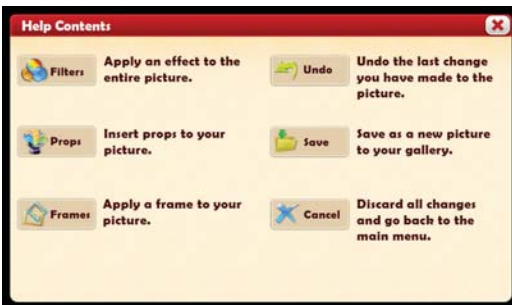 Help Contents
Filters
Apply an effect to the
entire picture.
Props
Insert props to your
picture.
Frames
Apply a frame to your
picture.
Undo
Undo the last change
you have made to the
picture.
Save
Save as a new picture
to your gallery.
Cancel
Discard all changes
and go back to the
main menu.